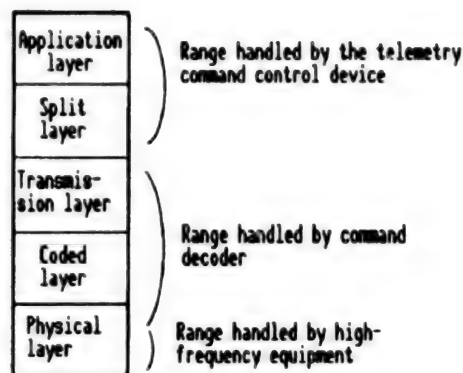 Application
layer
Range handled by the telemetry
command control device
Split
layer
Transmis-
sion layer
Coded
layer
Range handled by command
decoder
Physical
layer
Range handled by high-
frequency equipment